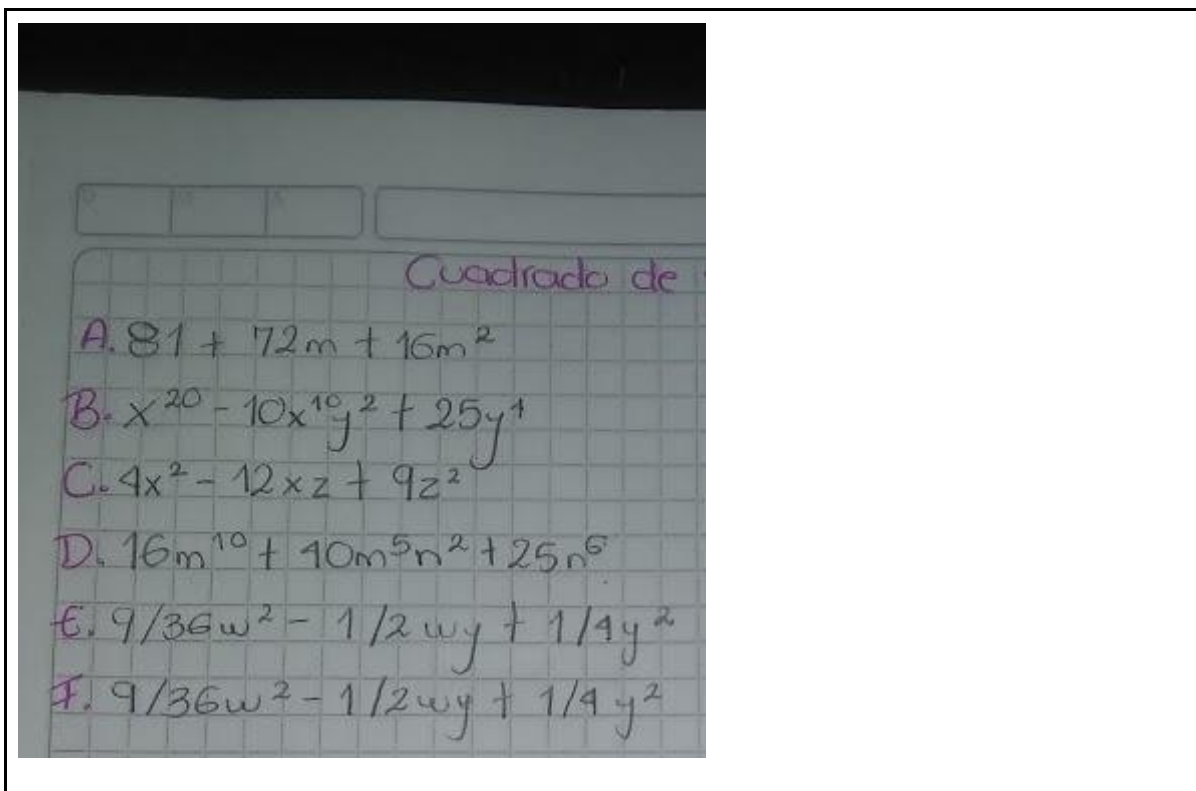 Cuadrado de
A. 81 + 72m + 16m²
B. x²⁰ - 10x¹⁰y² + 25y⁴
C. 4x² - 12xz + 9z²
D. 16m¹⁰ + 40m⁵n² + 25n⁶
E. 9/36w² - 1/2wy + 1/4y²
F. 9/36w² - 1/2wy + 1/4y²